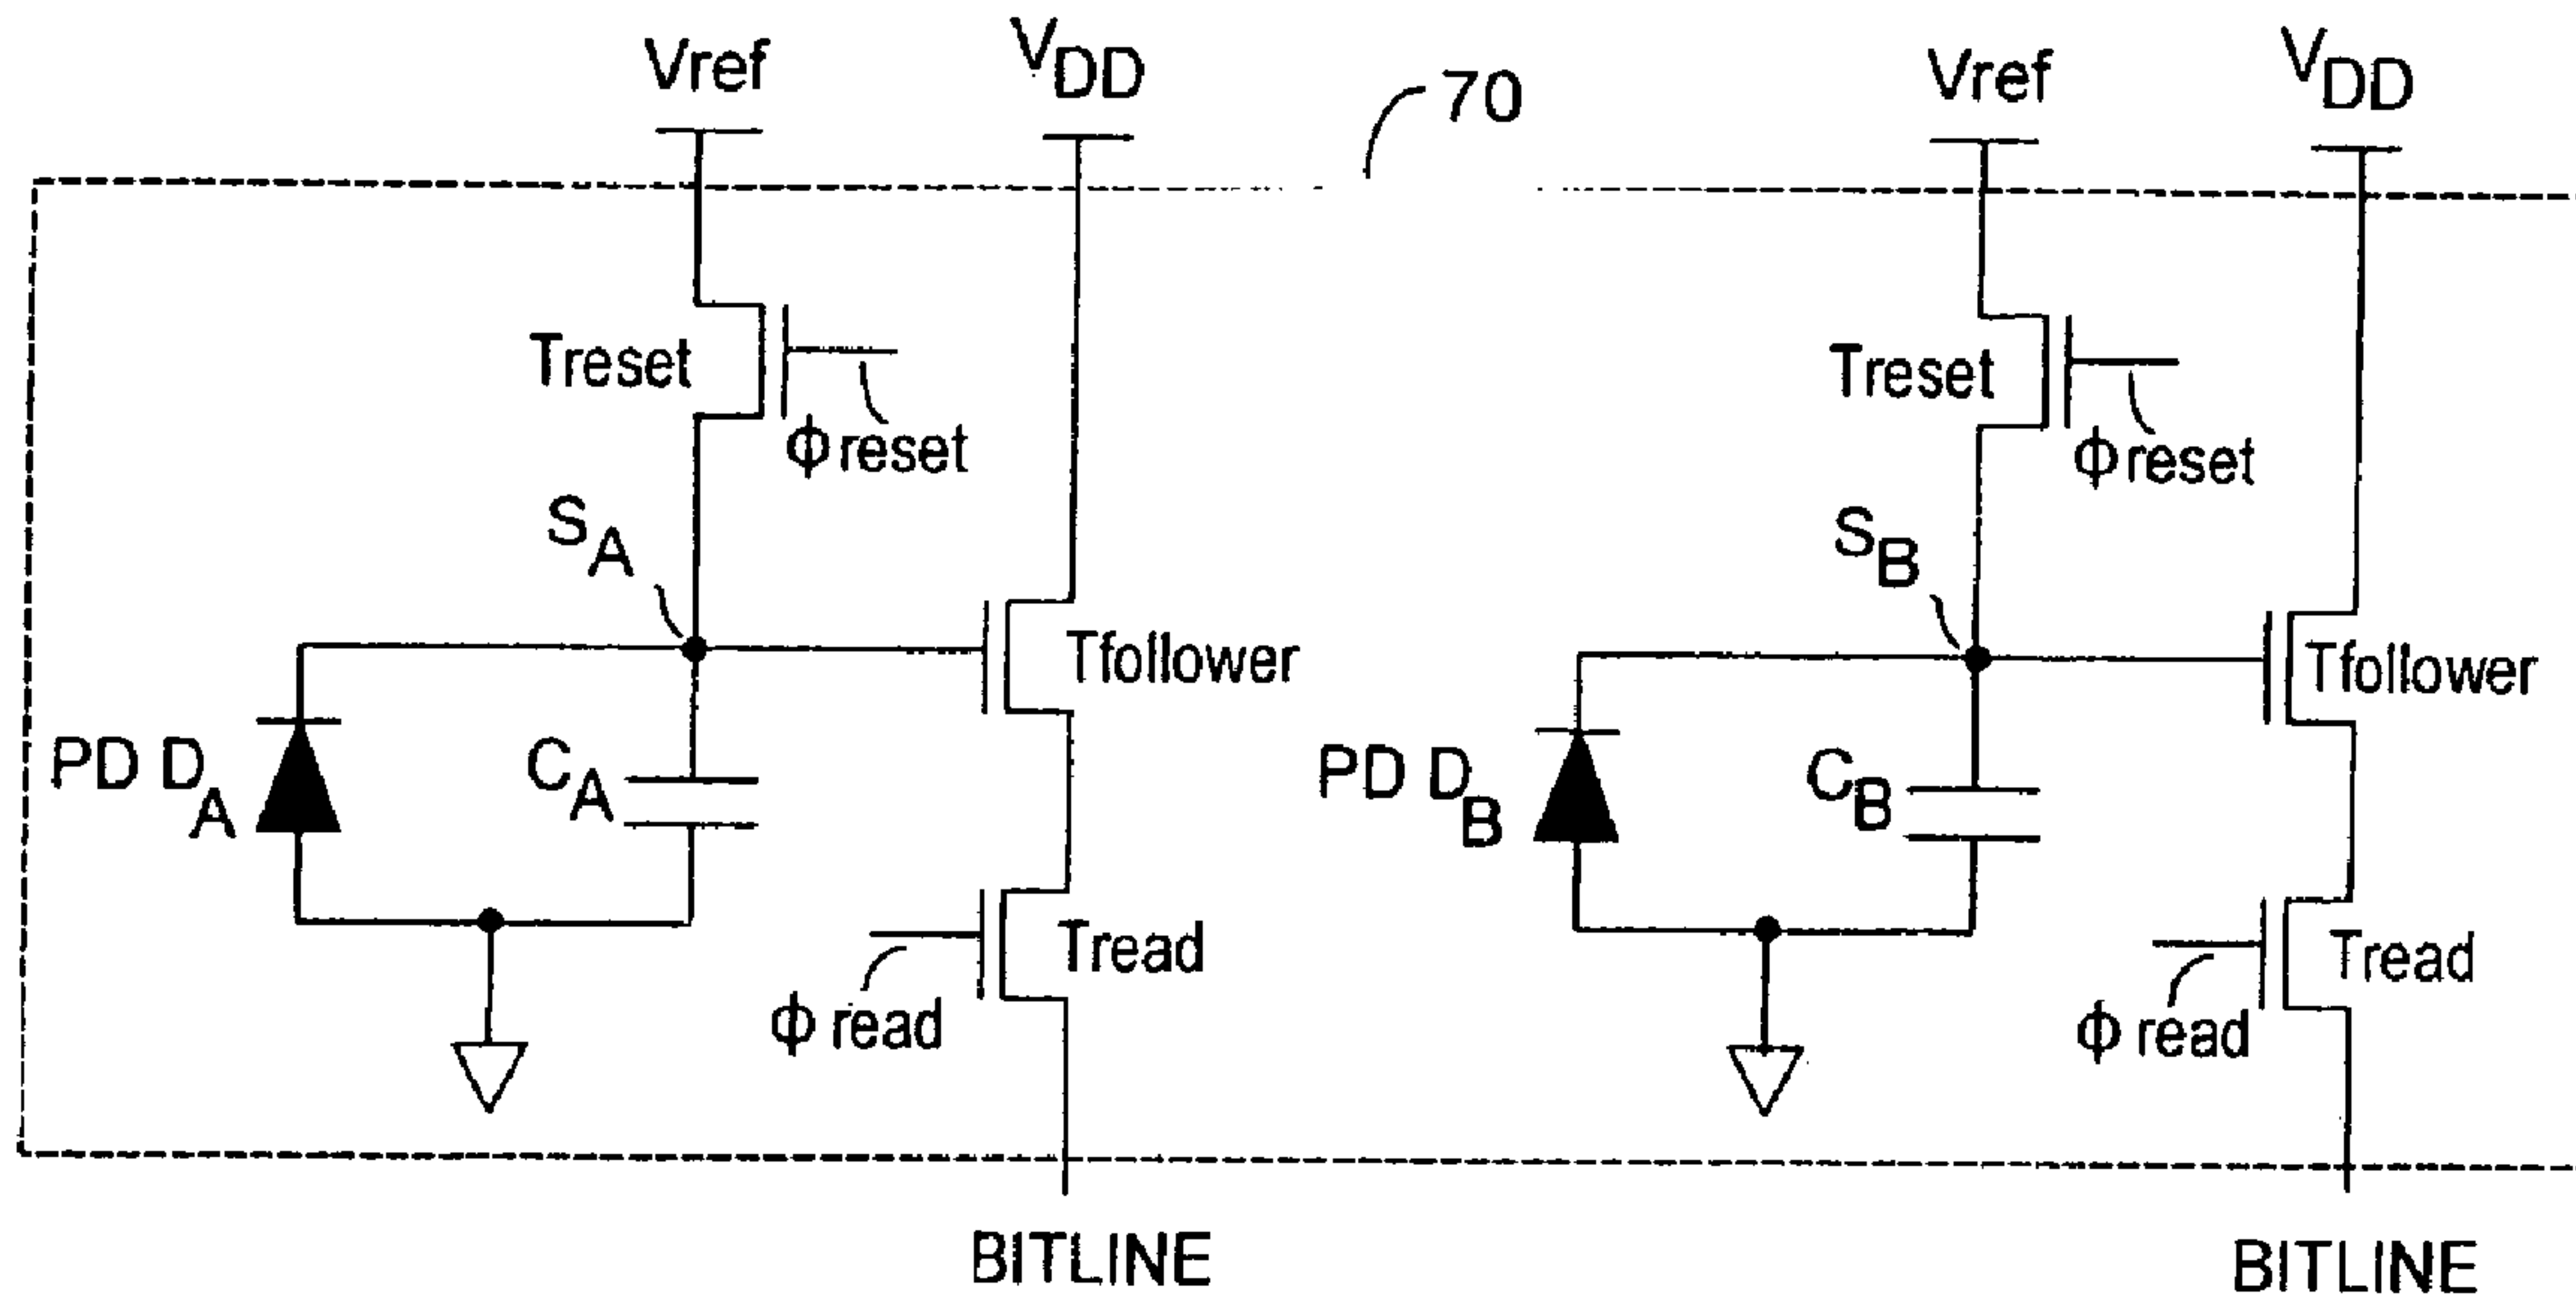 Vref
VDD
70
Vref
VDD
Treset
ϕreset
Treset
ϕreset
SA
SB
Tfollower
Tfollower
PD DA
CA
PD DB
CB
Tread
ϕ read
Tread
ϕ read
BITLINE
BITLINE